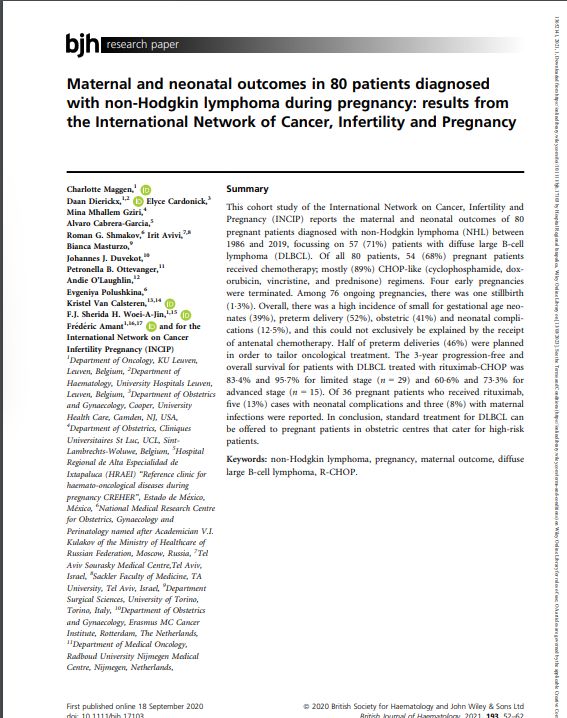 bjh research paper
Maternal and neonatal outcomes in 80 patients diagnosed
with non-Hodgkin lymphoma during pregnancy: results from
the International Network of Cancer, Infertility and Pregnancy
Charlotte Maggen,1
Daan Dierickx,1,2 Elyce Cardonick,3
Mina Mhallem Gziri,4
Alvaro Cabrera-Garcia,5
Roman G. Shmakov,6 Irit Avivi,7,8
Bianca Masturzo,9
Johannes J. Duvekot,10
Petronella B. Ottevanger,11
Andie O'Laughlin,12
Evgeniya Polushkina,6
Kristel Van Calsteren,13,14
F.J. Sherida H. Woei-A-Jin,1,15
Frédéric Amant1,16,17 and for the
International Network on Cancer
Infertility Pregnancy (INCIP)
1Department of Oncology, KU Leuven,
Leuven, Belgium, 2Department of
Haematology, University Hospitals Leuven,
Leuven, Belgium, 3Department of Obstetrics
and Gynaecology, Cooper, University
Health Care, Camden, NJ, USA,
4Department of Obstetrics, Cliniques
Universitaires St Luc, UCL, Sint-
Lambrechts-Woluwe, Belgium, 5Hospital
Regional de Alta Especialidad de
Ixtapaluca (HRAEI) “Reference clinic for
haemato-oncological diseases during
pregnancy CREHER”, Estado de México,
México, 6National Medical Research Centre
for Obstetrics, Gynaecology and
Perinatology named after Academician V.I.
Kulakov of the Ministry of Healthcare of
Russian Federation, Moscow, Russia, 7Tel
Aviv Sourasky Medical Centre,Tel Aviv,
Israel, 8Sackler Faculty of Medicine, TA
University, Tel Aviv, Israel, 9Department
Surgical Sciences, University of Torino,
Torino, Italy, 10Department of Obstetrics
and Gynaecology, Erasmus MC Cancer
Institute, Rotterdam, The Netherlands,
11Department of Medical Oncology,
Radboud University Nijmegen Medical
Centre, Nijmegen, Netherlands,
Summary
This cohort study of the International Network on Cancer, Infertility and
Pregnancy (INCIP) reports the maternal and neonatal outcomes of 80
pregnant patients diagnosed with non-Hodgkin lymphoma (NHL) between
1986 and 2019, focussing on 57 (71%) patients with diffuse large B-cell
lymphoma (DLBCL). Of all 80 patients, 54 (68%) pregnant patients
received chemotherapy; mostly (89%) CHOP-like (cyclophosphamide, dox-
orubicin, vincristine, and prednisone) regimens. Four early pregnancies
were terminated. Among 76 ongoing pregnancies, there was one stillbirth
(1·3%). Overall, there was a high incidence of small for gestational age neo-
nates (39%), preterm delivery (52%), obstetric (41%) and neonatal compli-
cations (12·5%), and this could not exclusively be explained by the receipt
of antenatal chemotherapy. Half of preterm deliveries (46%) were planned
in order to tailor oncological treatment. The 3-year progression-free and
overall survival for patients with DLBCL treated with rituximab-CHOP was
83·4% and 95·7% for limited stage (n = 29) and 60·6% and 73·3% for
advanced stage (n = 15). Of 36 pregnant patients who received rituximab,
five (13%) cases with neonatal complications and three (8%) with maternal
infections were reported. In conclusion, standard treatment for DLBCL can
be offered to pregnant patients in obstetric centres that cater for high-risk
patients.
Keywords: non-Hodgkin lymphoma, pregnancy, maternal outcome, diffuse
large B-cell lymphoma, R-CHOP.
First published online 18 September 2020
doi: 10.1111/bjh.17103
© 2020 British Society for Haematology and John Wiley & Sons Ltd
British Journal of Haematology, 2021, 193, 52–62